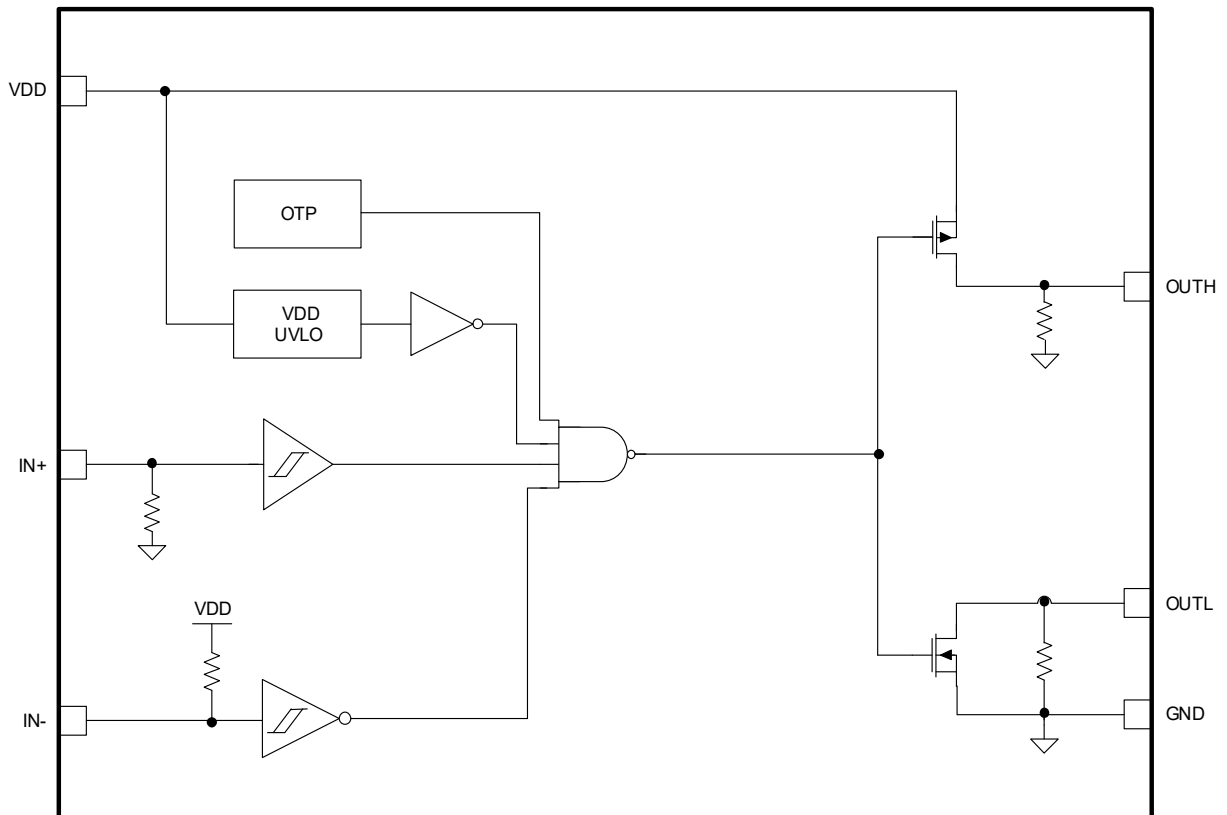 VDD
OTP
VDD
UVLO
OUTH
IN+
VDD
OUTL
IN-
GND